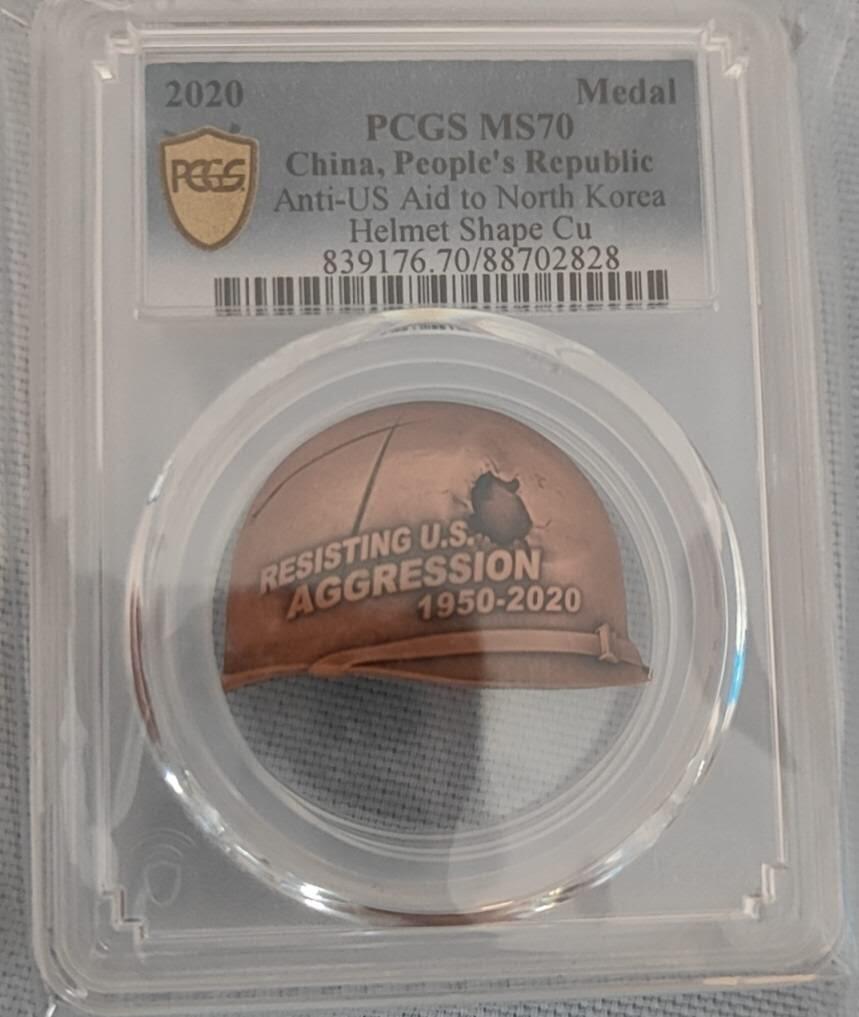 2020 Medal
PCGS MS70
China, People's Republic
PCGS
Anti-US Aid to North Korea
Helmet Shape Cu
839176.70/88702828
RESISTING U.S.
AGGRESSION
1950-2020